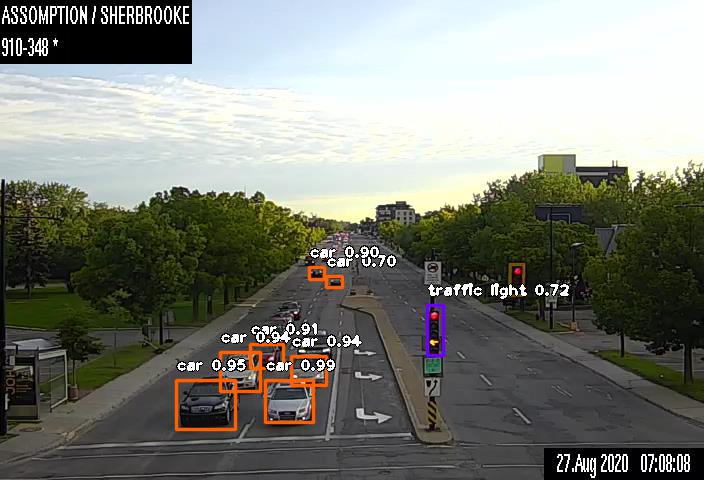 ASSOMPTION / SHERBROOKE
910-348 *
car 0.90
car 0.70
traffic light 0.72
car 0.91
car 0.94
car 0.94
car 0.95
car 0.99
27.Aug 2020 07:08:08